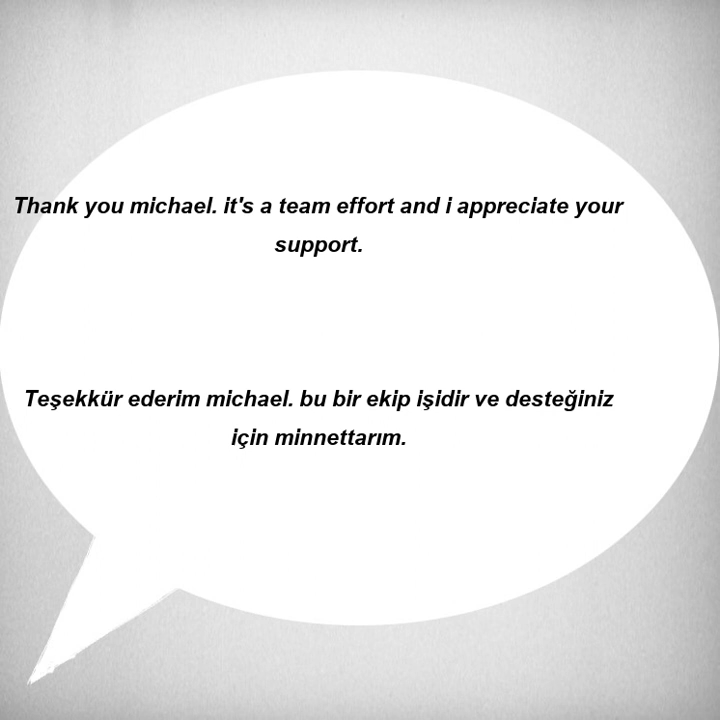 Thank you michael. it's a team effort and i appreciate your
support.
Teşekkür ederim michael. bu bir ekip işidir ve desteğiniz
için minnettarım.